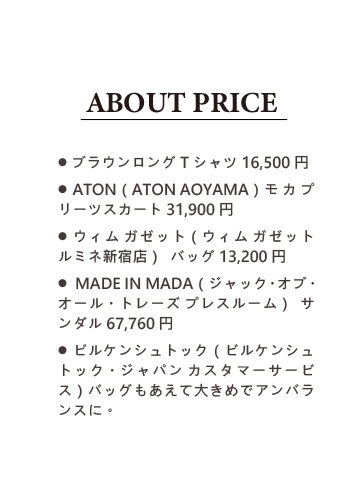 ABOUT PRICE
● ブラウンロング T シャツ 16,500 円
● ATON ( ATON AOYAMA ) モ カ プ
リーツスカート 31,900 円
● ウィム ガゼット ( ウィム ガゼット
ルミネ新宿店 ) バッグ 13,200 円
● MADE IN MADA ( ジャック・オブ・
オール・トレーズ プレスルーム ) サ
ンダル 67,760 円
● ビルケンシュトック ( ビルケンシュ
トック・ジャパン カスタマーサービ
ス ) バッグもあえて大きめでアンバラ
ンスに。